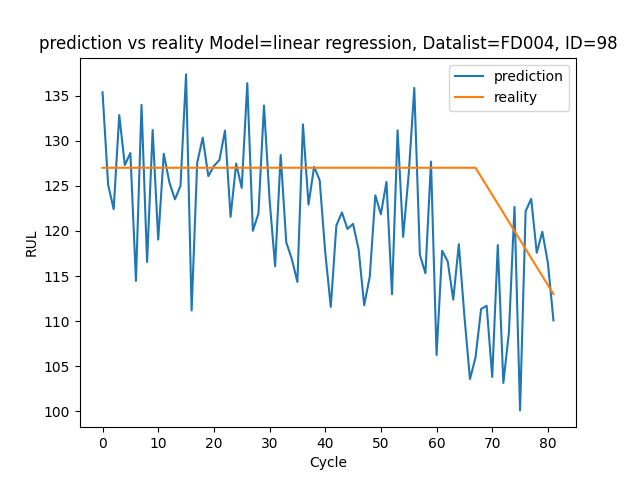 prediction vs reality Model=linear regression, Datalist=FD004, ID=98
prediction
reality
RUL
135
130
125
120
115
110
105
100
0 10 20 30 40 50 60 70 80
Cycle